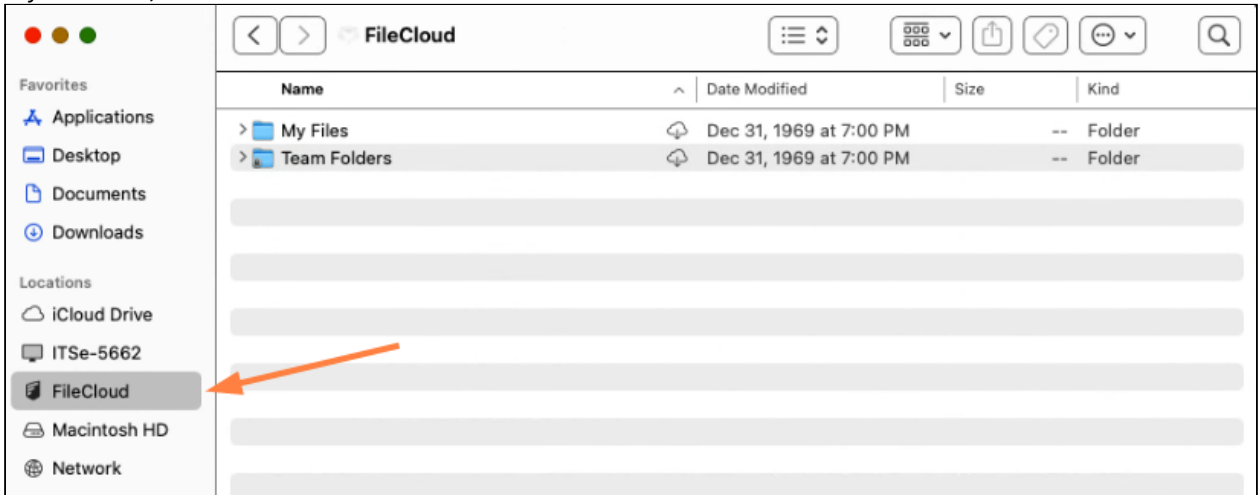 FileCloud
Favorites
Applications
Desktop
Documents
Downloads
Locations
iCloud Drive
ITSe-5662
FileCloud
Macintosh HD
Network
Name Date Modified Size Kind
My Files Dec 31, 1969 at 7:00 PM -- Folder
Team Folders Dec 31, 1969 at 7:00 PM -- Folder